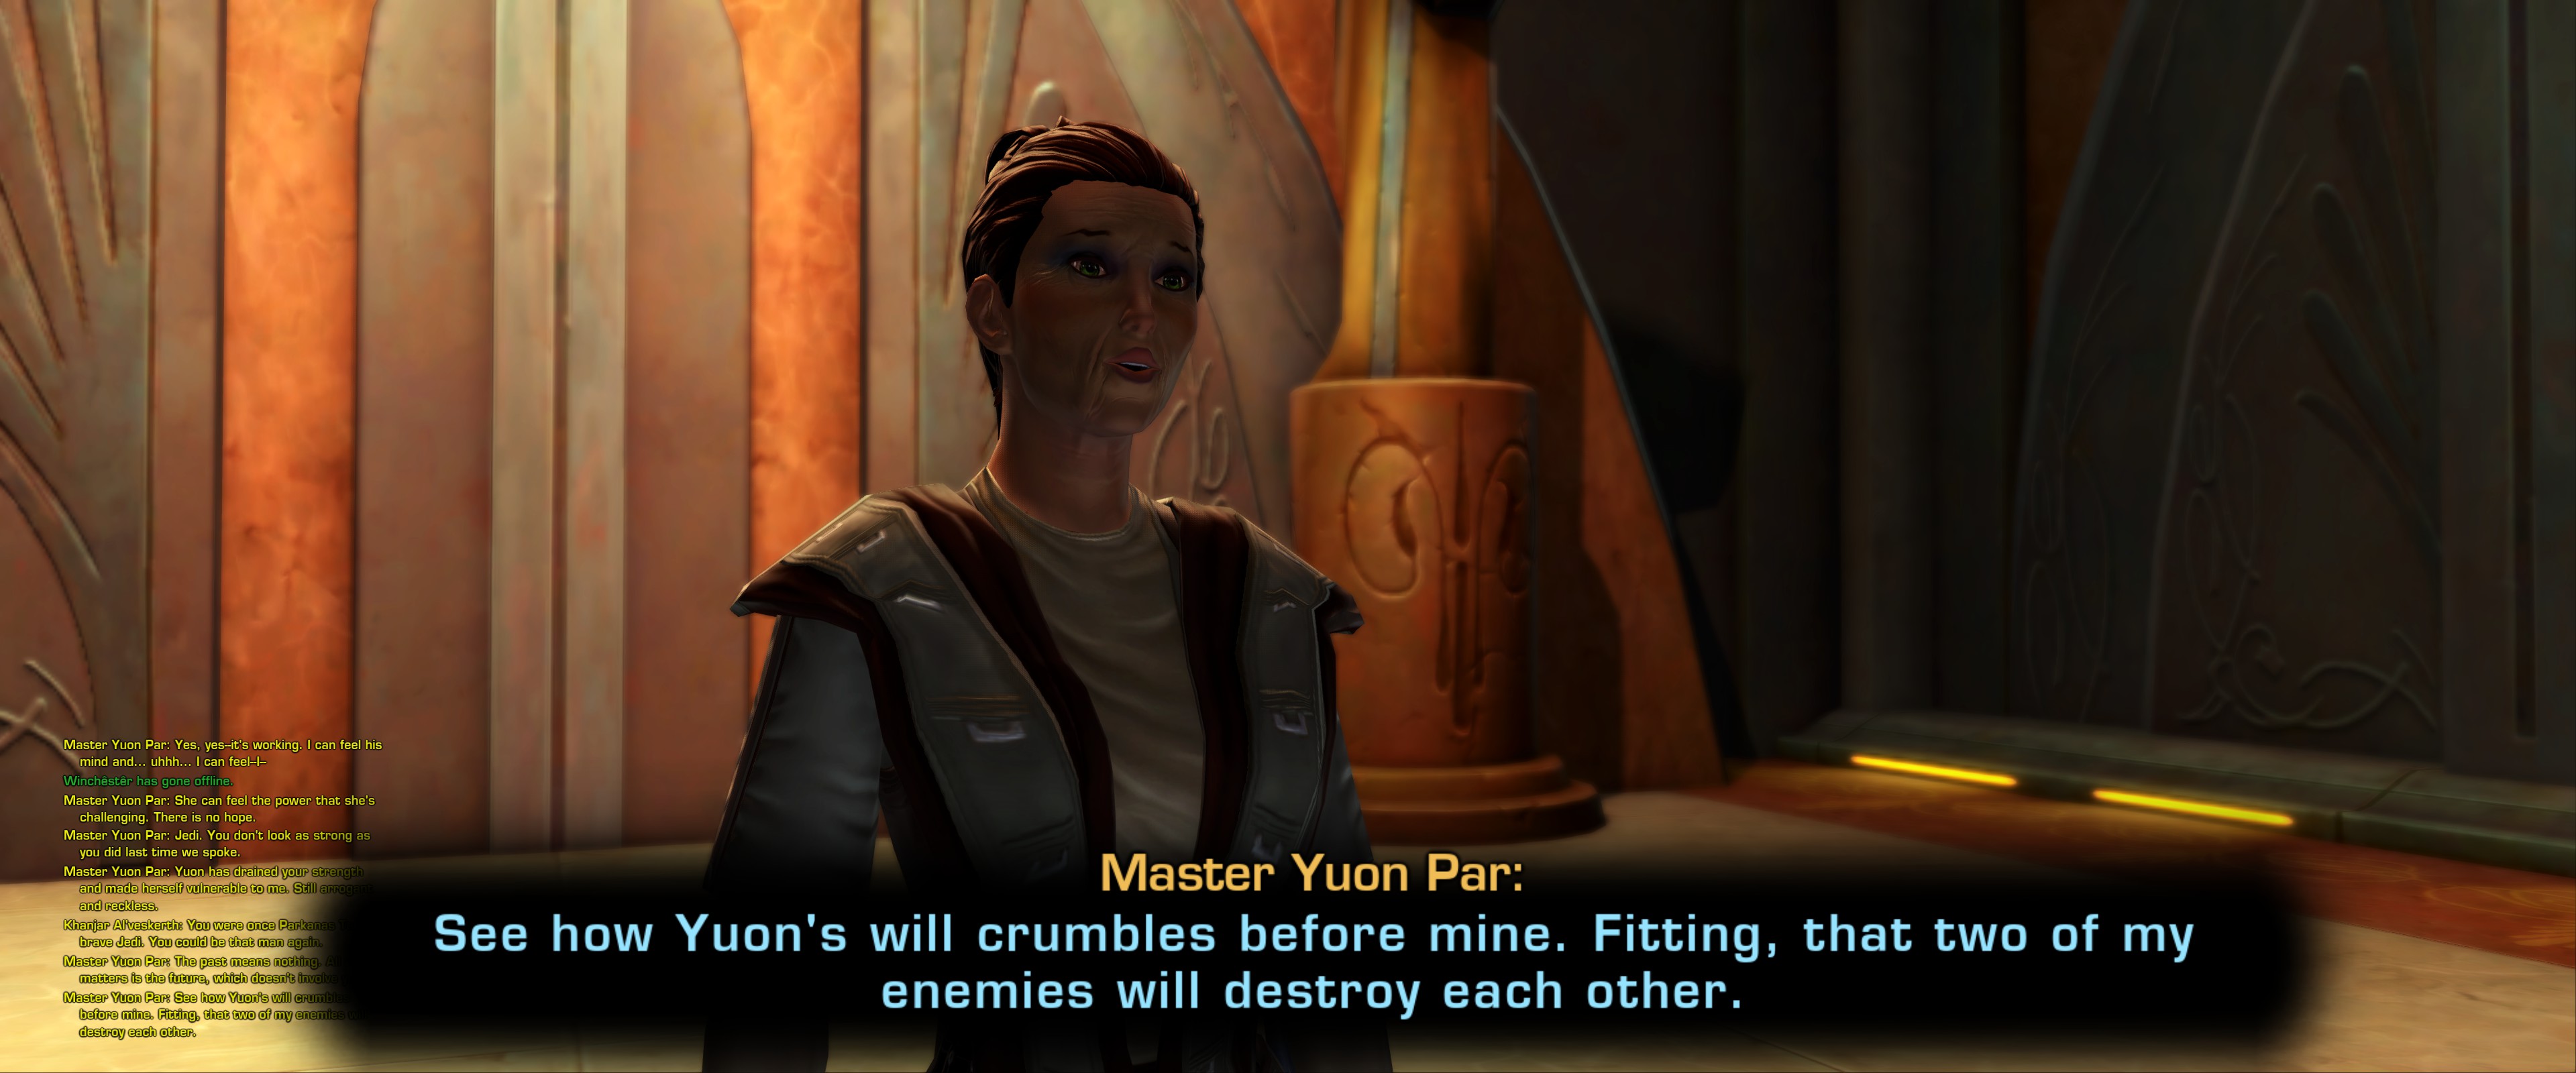 Master Yuon Par: Yes, yes–it's working. I can feel his
mind and... uhhh... I can feel–I–
Winchêstêr has gone offline.
Master Yuon Par: She can feel the power that she's
challenging. There is no hope.
Master Yuon Par: Jedi. You don't look as strong as
you did last time we spoke.
Master Yuon Par: Yuon has drained your strength
and made herself vulnerable to me. Still arrogant
and reckless.
Khanjar Al'veskerth: You were once Parkanas
brave Jedi. You could be that man again.
Master Yuon Par: The past means nothing.
matters is the future, which doesn't involve
Master Yuon Par: See how Yuon's will crumbles
before mine. Fitting, that two of my enemies
destroy each other.
Master Yuon Par:
See how Yuon's will crumbles before mine. Fitting, that two of my
enemies will destroy each other.